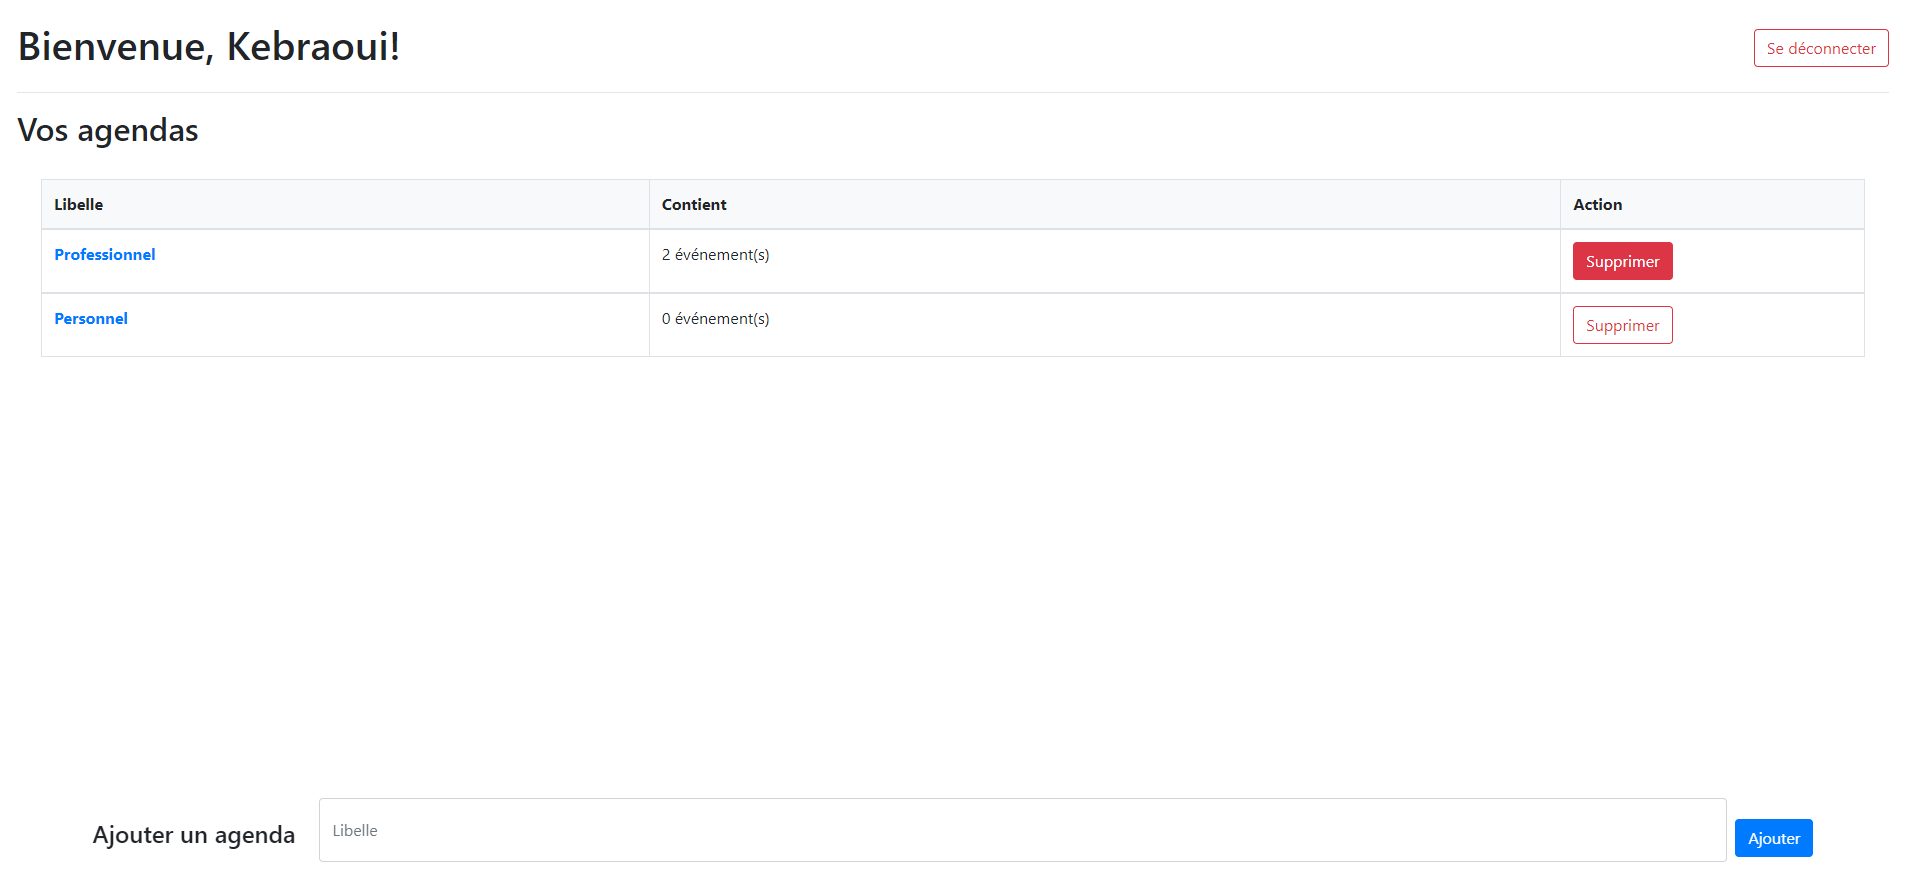 Bienvenue, Kebraoui!
Se déconnecter
Vos agendas
Libelle Contient Action
Professionnel 2 événement(s) Supprimer
Personnel 0 événement(s) Supprimer
Ajouter un agenda Libelle Ajouter